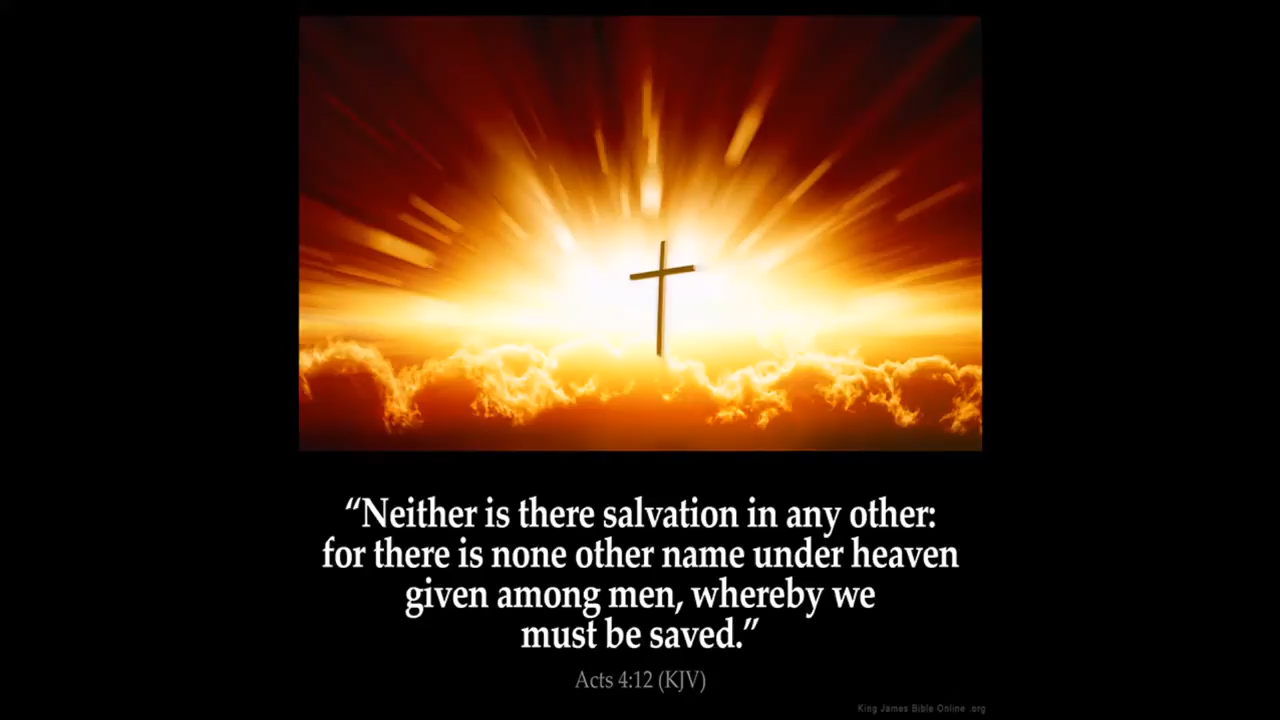 “Neither is there salvation in any other:
for there is none other name under heaven
given among men, whereby we
must be saved.”
Acts 4:12 (KJV)
King James Bible Online .org